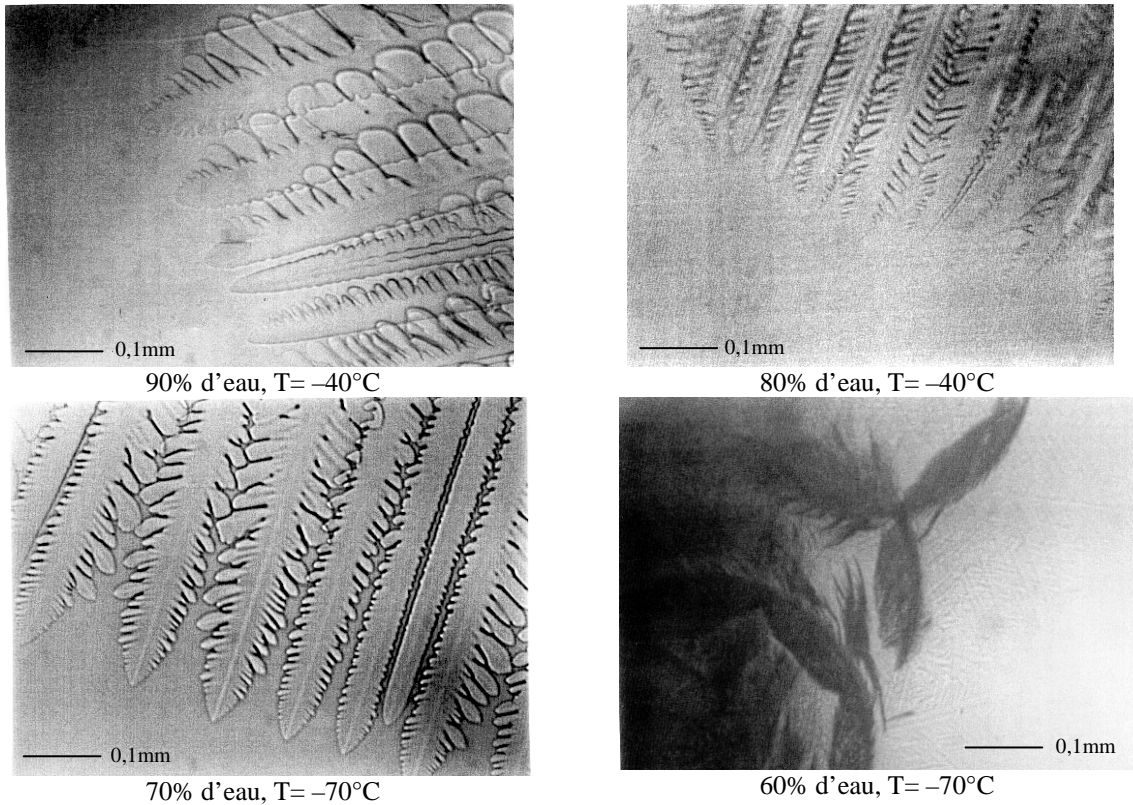 0,1mm
0,1mm
90% d’eau, T= –40°C
80% d’eau, T= –40°C
0,1mm
0,1mm
70% d’eau, T= –70°C
60% d’eau, T= –70°C